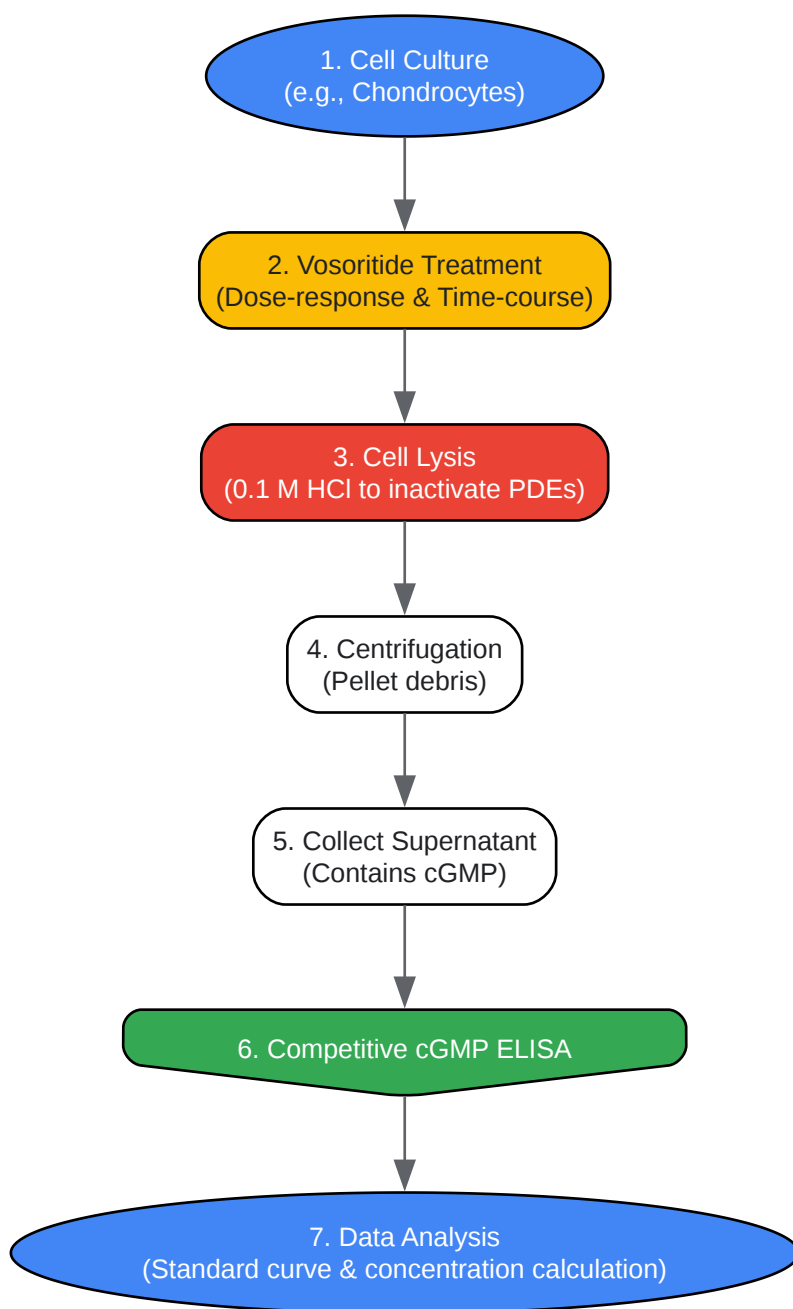 1. Cell Culture
(e.g., Chondrocytes)
2. Vosoritide Treatment
(Dose-response & Time-course)
3. Cell Lysis
(0.1 M HCl to inactivate PDEs)
4. Centrifugation
(Pellet debris)
5. Collect Supernatant
(Contains cGMP)
6. Competitive cGMP ELISA
7. Data Analysis
(Standard curve & concentration calculation)